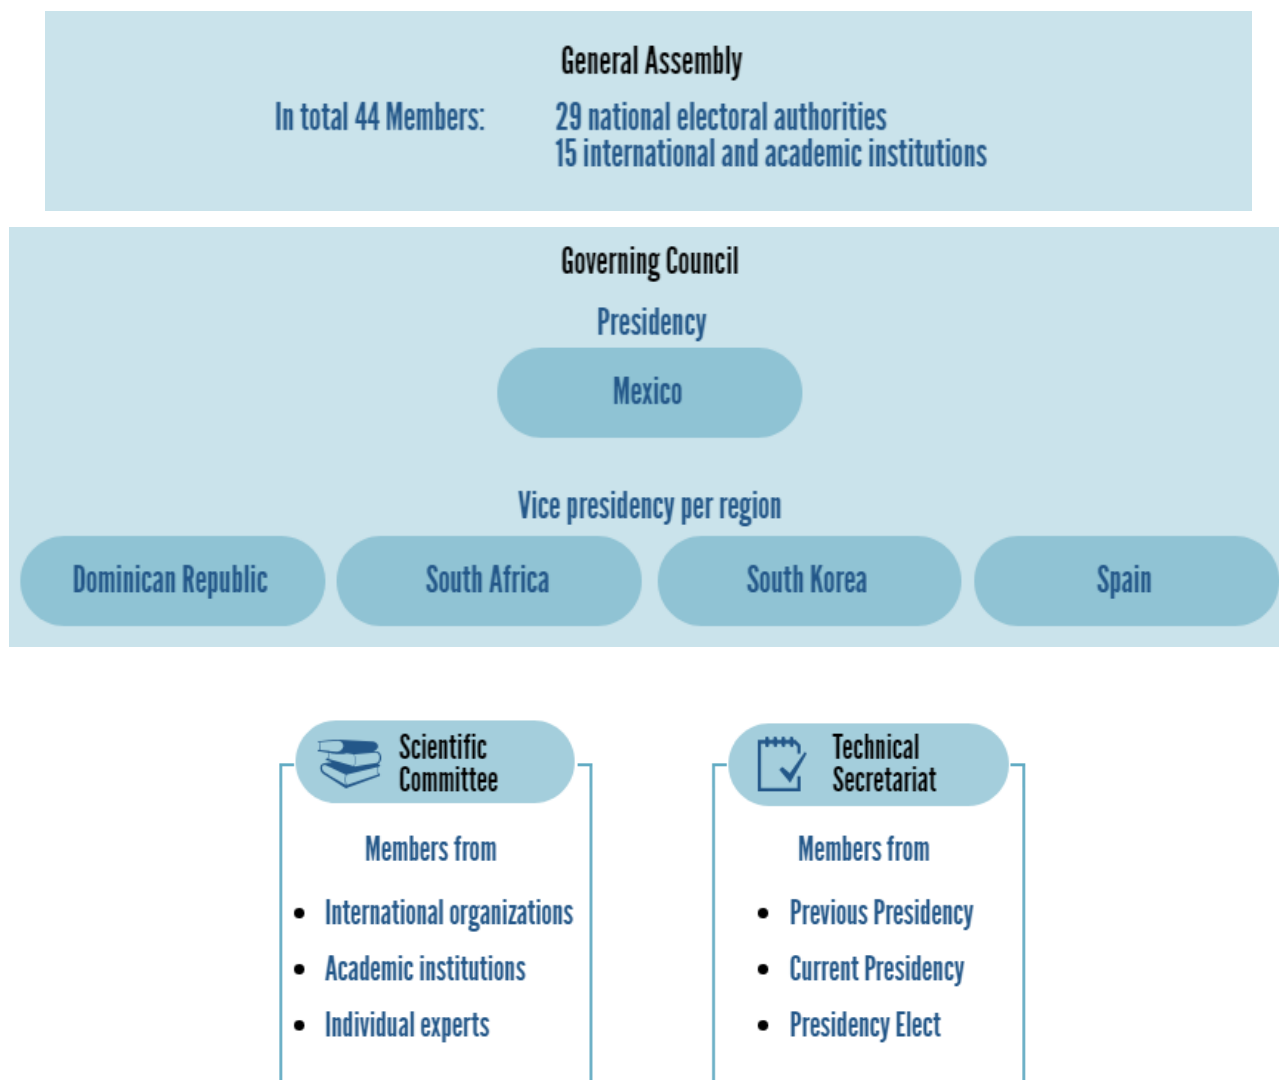 General Assembly
In total 44 Members:
29 national electoral authorities
15 international and academic institutions
Governing Council
Presidency
Mexico
Vice presidency per region
Dominican Republic
South Africa
South Korea
Spain
Scientific
Committee
Members from
• International organizations
• Academic institutions
• Individual experts
Technical
Secretariat
Members from
• Previous Presidency
• Current Presidency
• Presidency Elect